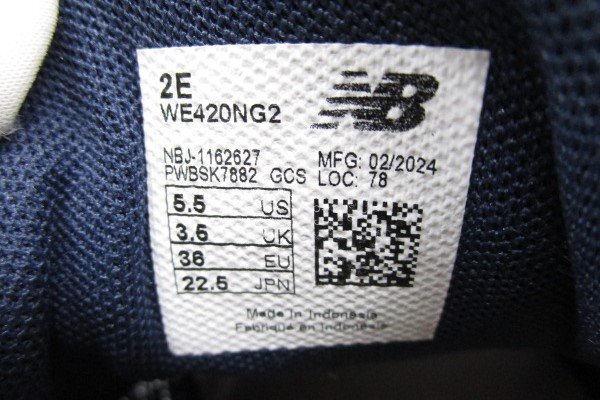 2E
WE420NG2
NB
NBJ-1162627 MFG: 02/2024
PWBSK7882 GCS LOC: 78
5.5 US
3.5 UK
36 EU
22.5 JPN
Made in Indonesia
Fabriqué en Indonésie